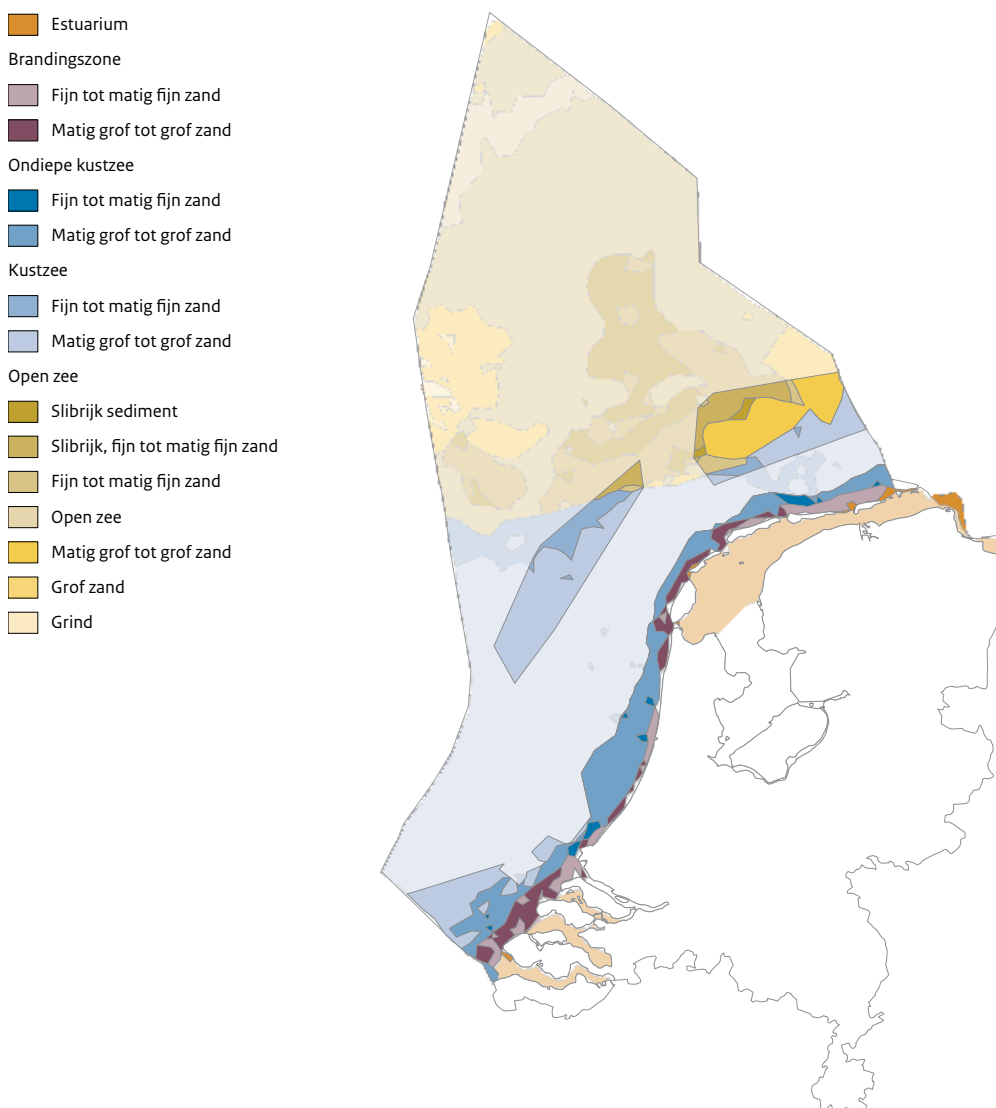 Estuarium
Brandingszone
Fijn tot matig fijn zand
Matig grof tot grof zand
Ondiepe kustzee
Fijn tot matig fijn zand
Matig grof tot grof zand
Kustzee
Fijn tot matig fijn zand
Matig grof tot grof zand
Open zee
Slibrijk sediment
Slibrijk, fijn tot matig fijn zand
Fijn tot matig fijn zand
Open zee
Matig grof tot grof zand
Grof zand
Grind